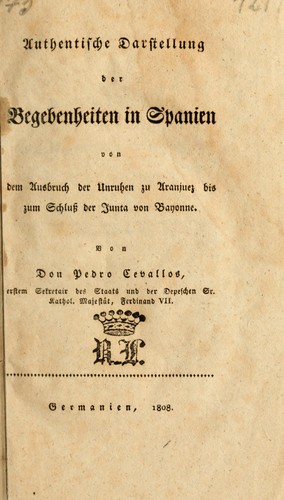 Authentische Darstellung
der
Begebenheiten in Spanien
von
dem Ausbruch der Unruhen zu Aranjuez bis
zum Schluß der Junta von Bayonne.
Von
Don Pedro Cevallos,
erstem Sekretair des Staats und der Depeschen Sr.
Kathol. Majestät, Ferdinand VII.
R. L.
Germanien, 1808.